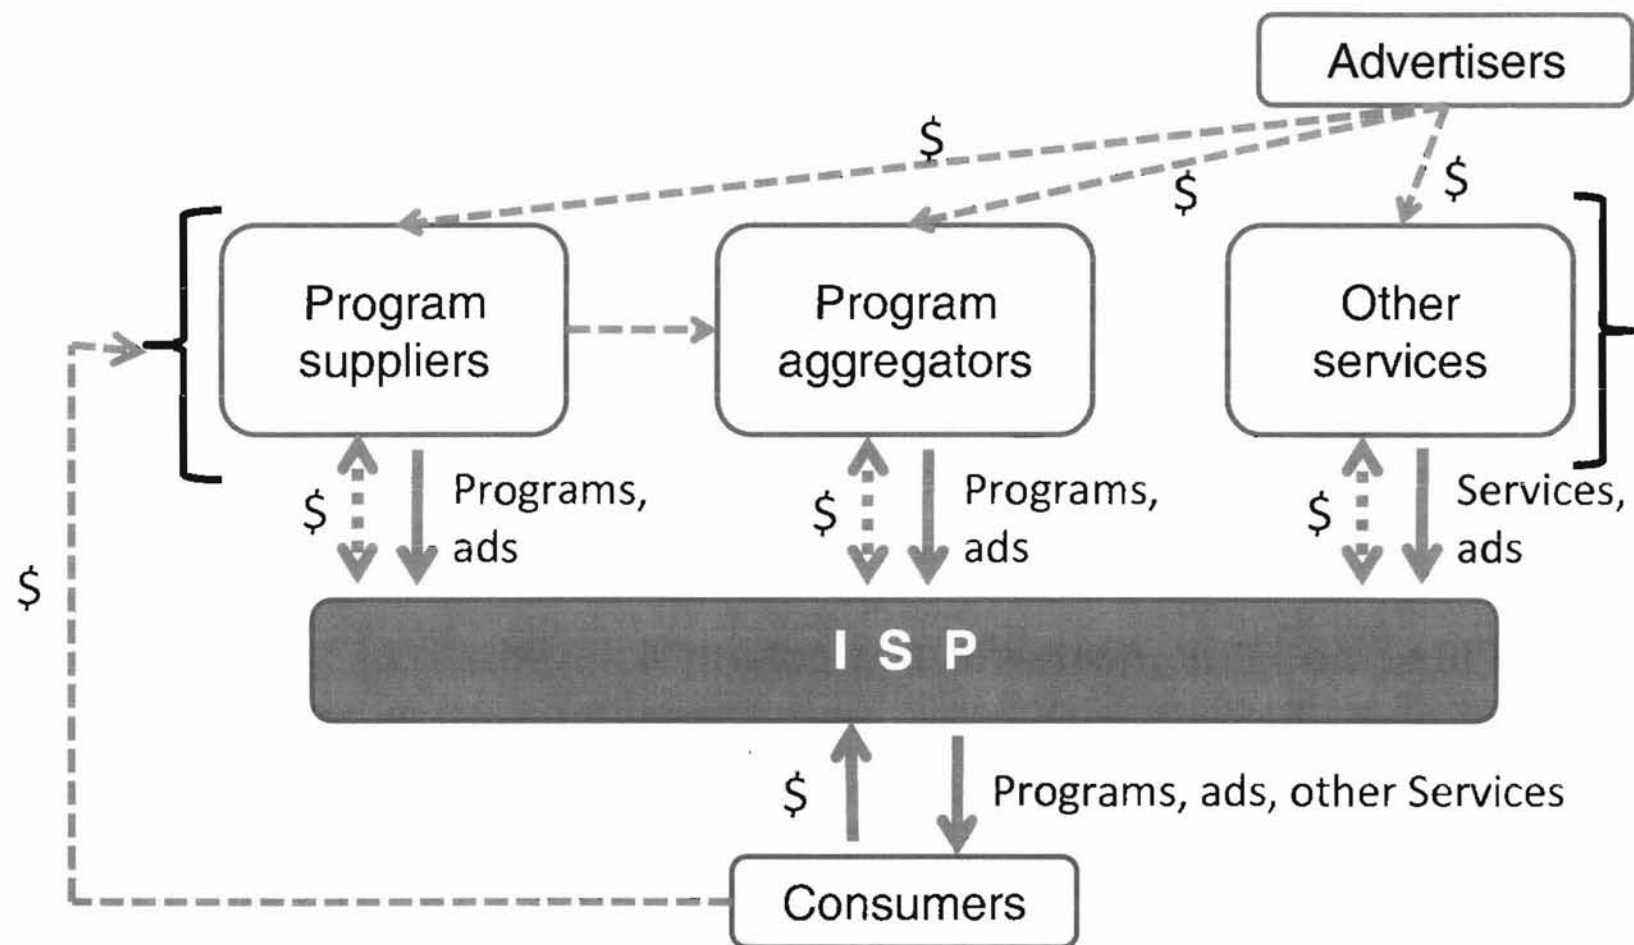 Advertisers
$
$
$
Program
suppliers
Program
aggregators
Other
services
$
Programs,
ads
$
Programs,
ads
$
Services,
ads
$
I S P
$
Programs, ads, other Services
Consumers